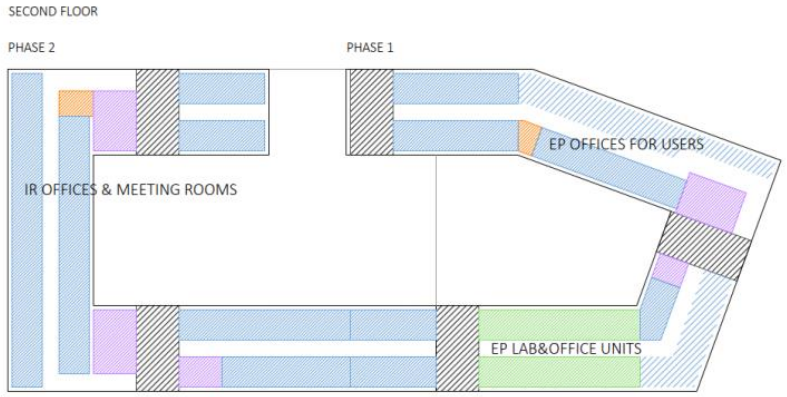 SECOND FLOOR
PHASE 2
PHASE 1
EP OFFICES FOR USERS
IR OFFICES & MEETING ROOMS
EP LAB&OFFICE UNITS